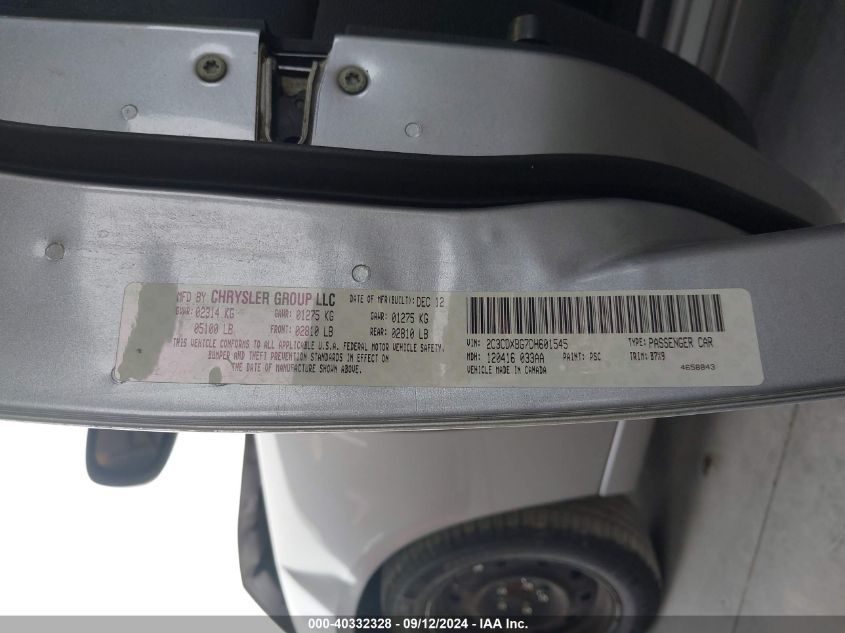 MFD BY CHRYSLER GROUP LLC DATE OF MFR(BUILT): DEC 12
GVWR: 02314 KG GAWR: 01275 KG GAWR: 01275 KG
05100 LB FRONT: 02810 LB REAR: 02810 LB
THIS VEHICLE CONFORMS TO ALL APPLICABLE U.S.A. FEDERAL MOTOR VEHICLE SAFETY,
BUMPER AND THEFT PREVENTION STANDARDS IN EFFECT ON
THE DATE OF MANUFACTURE SHOWN ABOVE.
VIN: 2C3CDXBG7DH601545 TYPE: PASSENGER CAR
MDH: 120416 033AA PAINT: PSC TRIM: B7X9
VEHICLE MADE IN CANADA 4658843
000-40332328 - 09/12/2024 - IAA Inc.